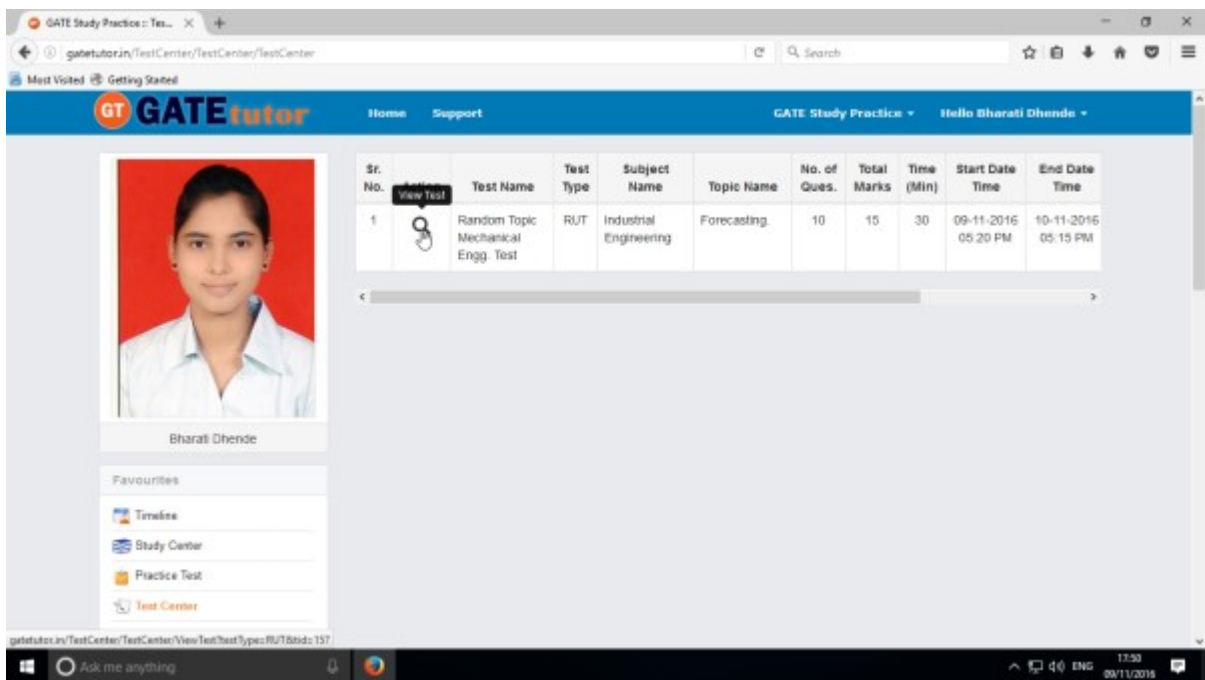 GATE Study Practice :: Tes...
gatetutor.in/TestCenter/TestCenter/TestCenter
Search
Most Visited
Getting Started
GT GATEtutor
Home Support GATE Study Practice Hello Bharati Dhende
Sr. No. Action Test Name Test Type Subject Name Topic Name No. of Ques. Total Marks Time (Min) Start Date Time End Date Time
View Test
1 Random Topic RUT Industrial Forecasting. 10 15 30 09-11-2016 10-11-2016
Mechanical Engineering 05:20 PM 05:15 PM
Engg. Test
Bharati Dhende
Favourites
Timeline
Study Center
Practice Test
Test Center
gatetutor.in/TestCenter/TestCenter/ViewTest?testType=RUT&tid=157
Ask me anything
ENG
17:50
09/11/2016